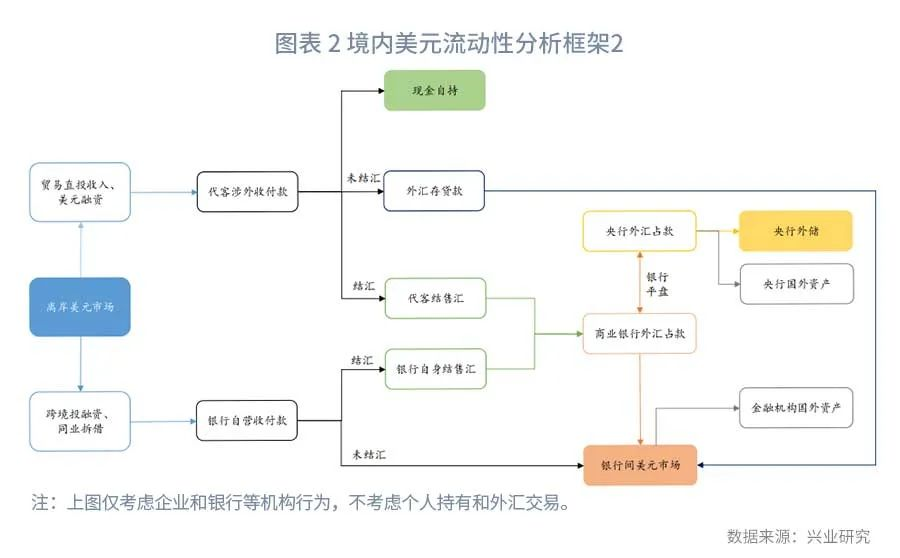 图表 2 境内美元流动性分析框架2
现金自持
贸易直投收入、
美元融资
代客涉外收付款
未结汇
外汇存贷款
央行外汇占款
央行外储
银行
平盘
央行国外资产
离岸美元市场
结汇
代客结售汇
商业银行外汇占款
结汇
银行自身结售汇
跨境投融资、
同业拆借
银行自营收付款
金融机构国外资产
未结汇
银行间美元市场
注：上图仅考虑企业和银行等机构行为，不考虑个人持有和外汇交易。
数据来源：兴业研究